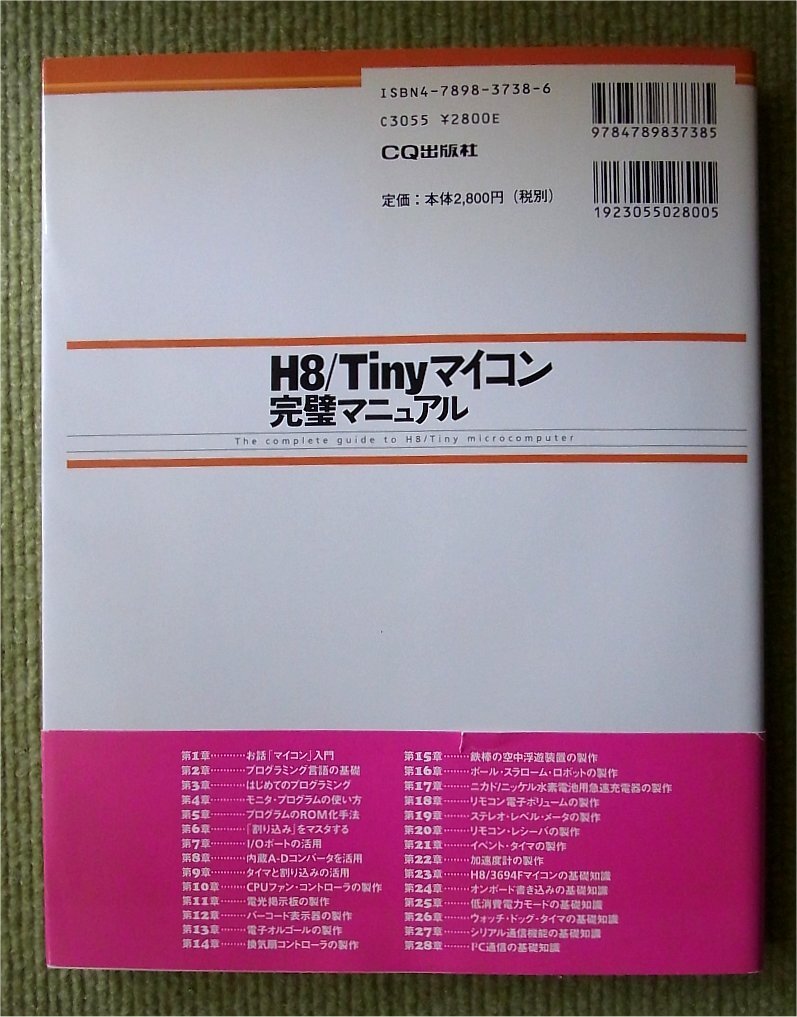 ISBN4-7898-3738-6
C3055 ¥2800E
CQ出版社
定価：本体2,800円（税別）
9784789837385
1923055028005
H8/Tinyマイコン
完璧マニュアル
The complete guide to H8/Tiny microcomputer
第1章…………お話「マイコン」入門
第2章…………プログラミング言語の基礎
第3章…………はじめてのプログラミング
第4章…………モニタ・プログラムの使い方
第5章…………プログラムのROM化手法
第6章…………「割り込み」をマスタする
第7章…………I/Oポートの活用
第8章…………内蔵A-Dコンバータを活用
第9章…………タイマと割り込みの活用
第10章………CPUファン・コントローラの製作
第11章………電光掲示板の製作
第12章………バーコード表示器の製作
第13章………電子オルゴールの製作
第14章………換気扇コントローラの製作
第15章………鉄棒の空中浮遊装置の製作
第16章………ボール・スラローム・ロボットの製作
第17章………ニカド/ニッケル水素電池用急速充電器の製作
第18章………リモコン電子ボリュームの製作
第19章………ステレオ・レベル・メータの製作
第20章………リモコン・レシーバの製作
第21章………イベント・タイマの製作
第22章………加速度計の製作
第23章………H8/3694Fマイコンの基礎知識
第24章………オンボード書き込みの基礎知識
第25章………低消費電力モードの基礎知識
第26章………ウォッチ・ドッグ・タイマの基礎知識
第27章………シリアル通信機能の基礎知識
第28章………I²C通信の基礎知識